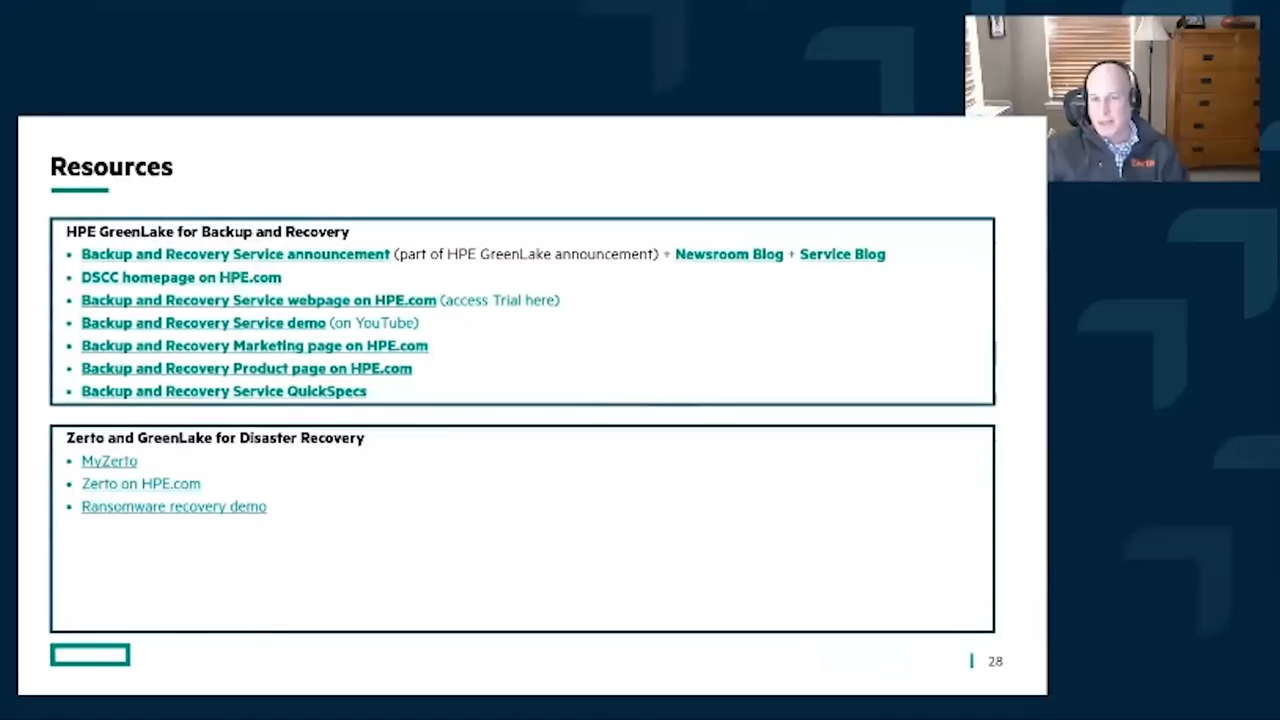 Resources
HPE GreenLake for Backup and Recovery
• Backup and Recovery Service announcement (part of HPE GreenLake announcement) + Newsroom Blog + Service Blog
• DSCC homepage on HPE.com
• Backup and Recovery Service webpage on HPE.com (access Trial here)
• Backup and Recovery Service demo (on YouTube)
• Backup and Recovery Marketing page on HPE.com
• Backup and Recovery Product page on HPE.com
• Backup and Recovery Service QuickSpecs
Zerto and GreenLake for Disaster Recovery
• MyZerto
• Zerto on HPE.com
• Ransomware recovery demo
28